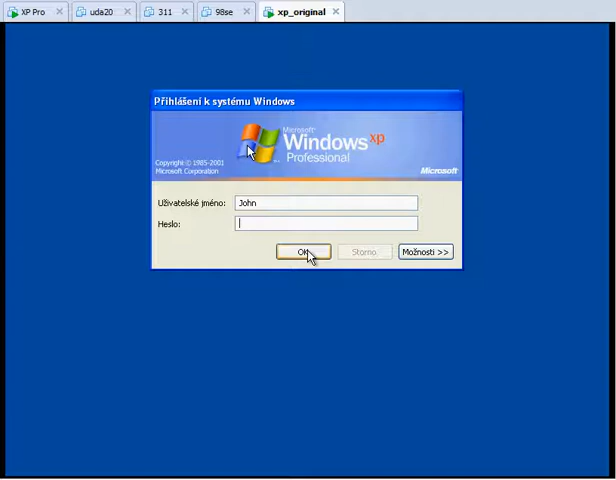 XP Pro uda20 311 98se xp_original
Přihlášení k systému Windows
Microsoft
Windows xp
Professional
Copyright © 1985-2001
Microsoft Corporation
Microsoft
Uživatelské jméno: John
Heslo:
OK Storno Možnosti >>